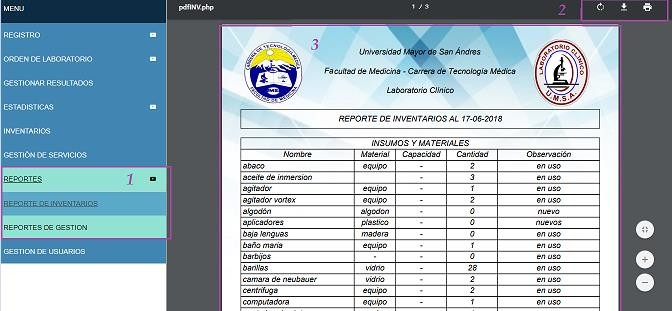 MENU
REGISTRO
ORDEN DE LABORATORIO
GESTIONAR RESULTADOS
ESTADISTICAS
INVENTARIOS
GESTIÓN DE SERVICIOS
REPORTES 1
REPORTE DE INVENTARIOS
REPORTES DE GESTION
GESTION DE USUARIOS
pdfINV.php 1 / 3 2
3
Universidad Mayor de San Ándres
Facultad de Medicina - Carrera de Tecnología Médica
Laboratorio Clínico
LABORATORIO CLINICO
U.M.S.A.
REPORTE DE INVENTARIOS AL 17-06-2018
INSUMOS Y MATERIALES
Nombre Material Capacidad Cantidad Observación
abaco equipo - 2 en uso
aceite de inmersion - 3 en uso
agitador equipo - 1 en uso
agitador vortex equipo - 2 en uso
algodón algodon - 0 nuevo
aplicadores plastico - 0 nuevos
baja lenguas madera - 0 en uso
baño maria equipo - 1 en uso
barbijos - - 0 en uso
barillas vidrio - 28 en uso
camara de neubauer vidrio - 2 en uso
centrifuga equipo - 2 en uso
computadora equipo - 1 en uso